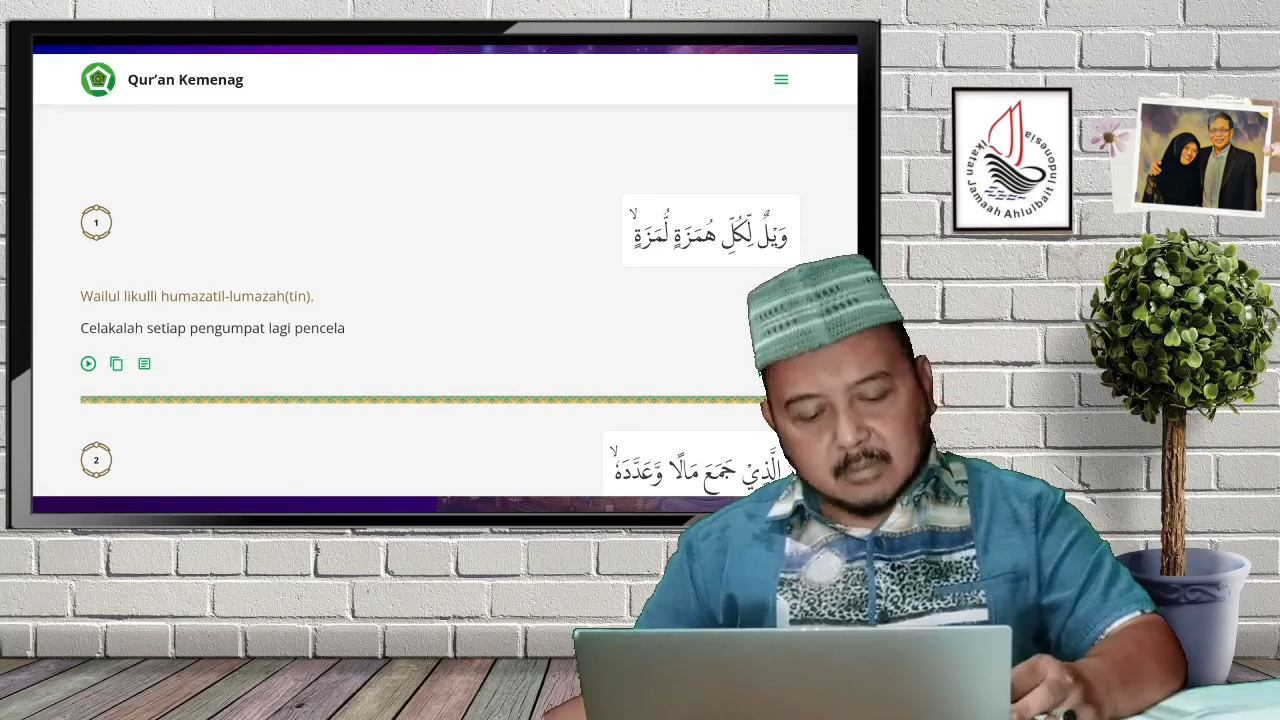 Qur'an Kemenag
1
وَيْلٌ لِّكُلِّ هُمَزَةٍ لُّمَزَةٍۙ
Wailul likulli humazatil-lumazah(tin).
Celakalah setiap pengumpat lagi pencela
2
الَّذِيْ جَمَعَ مَالًا وَّعَدَّدَهٗۙ
Ikatan Jamaah Ahlulbait Indonesia